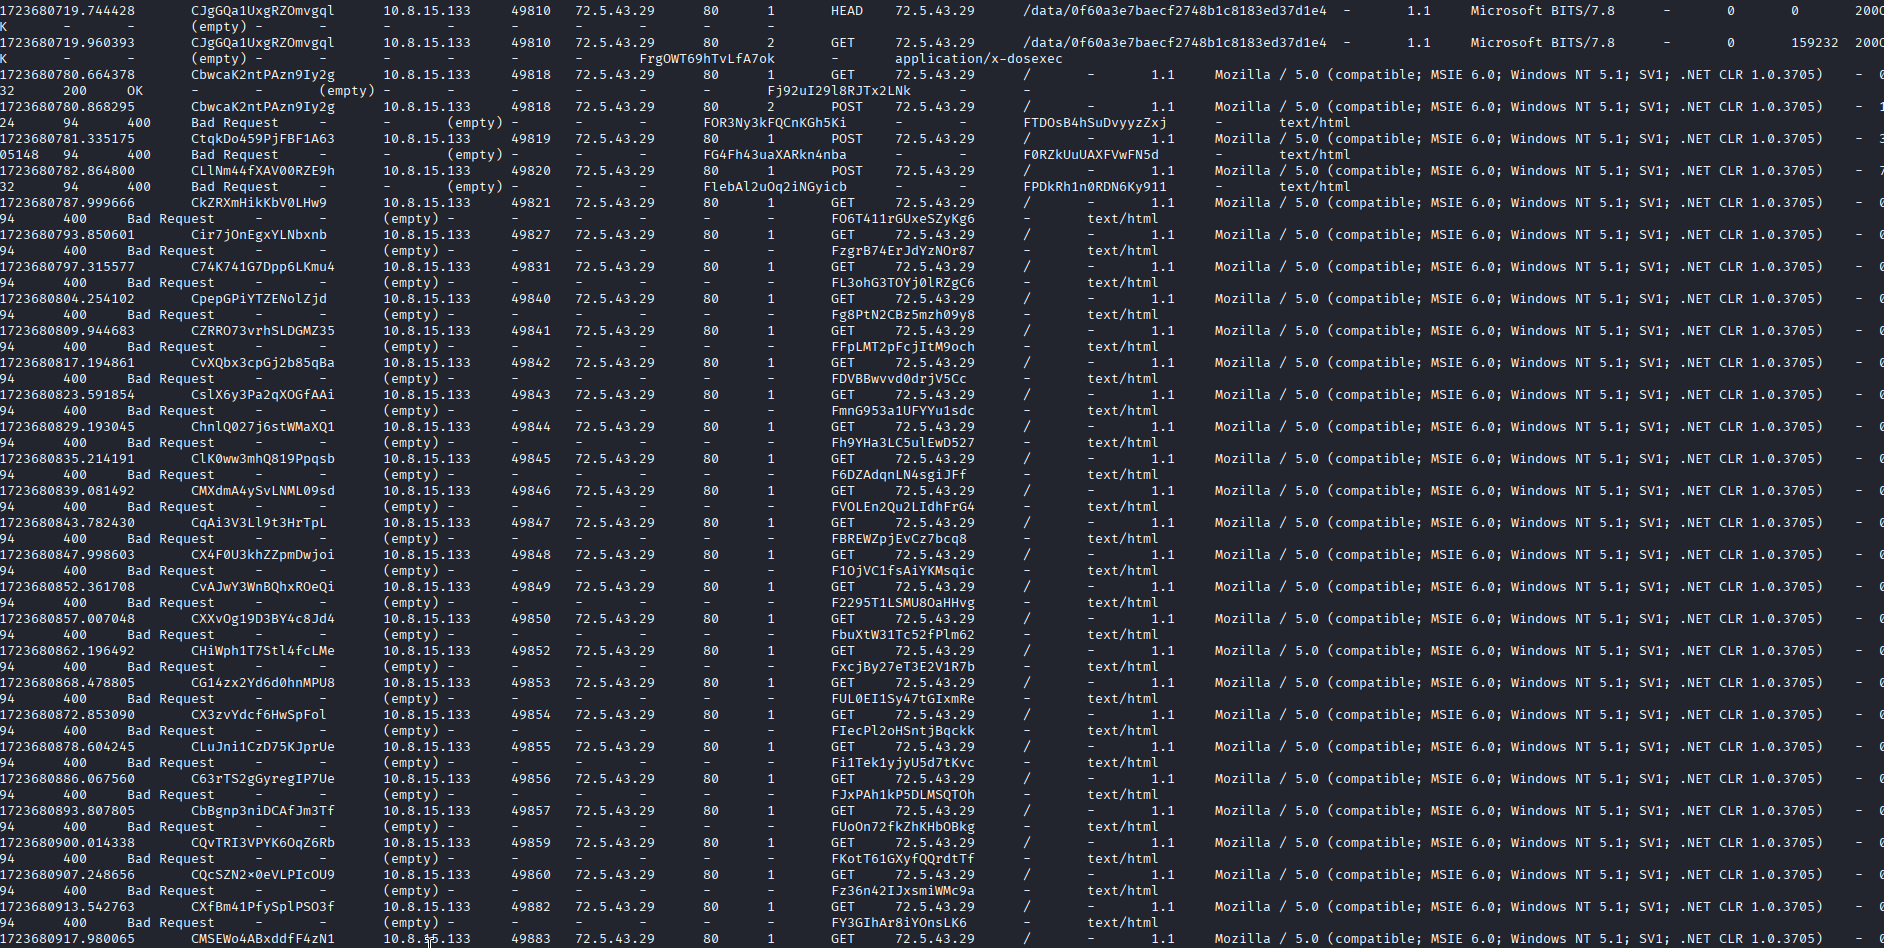 1723680719.744428 CJgGQa1UxgRZOmvgql 10.8.15.133 49810 72.5.43.29 80 1 HEAD 72.5.43.29 /data/0f60a3e7baecf2748b1c8183ed37d1e4 - 1.1 Microsoft BITS/7.8 - 0 0 200
K (empty)
1723680719.960393 CJgGQa1UxgRZOmvgql 10.8.15.133 49810 72.5.43.29 80 2 GET 72.5.43.29 /data/0f60a3e7baecf2748b1c8183ed37d1e4 - 1.1 Microsoft BITS/7.8 - 0 159232 200
K - - (empty) - - - FrgOWT69hTvLfA7ok - application/x-dosexec
1723680780.664378 CbwcaK2ntPAzn9Iy2g 10.8.15.133 49818 72.5.43.29 80 1 GET 72.5.43.29 / - 1.1 Mozilla / 5.0 (compatible; MSIE 6.0; Windows NT 5.1; SV1; .NET CLR 1.0.3705) -
32 200 OK - - (empty) - - - - - - Fj92uI29l8RJTx2LNk - -
1723680780.868295 CbwcaK2ntPAzn9Iy2g 10.8.15.133 49818 72.5.43.29 80 2 POST 72.5.43.29 / - 1.1 Mozilla / 5.0 (compatible; MSIE 6.0; Windows NT 5.1; SV1; .NET CLR 1.0.3705) - 1
24 94 400 Bad Request - - (empty) - - - FOR3Ny3kFQCnKGh5Ki - - FTDOsB4hSuDvyyzZxj - text/html
1723680781.335175 CtqkDo459PjFBF1A63 10.8.15.133 49819 72.5.43.29 80 1 POST 72.5.43.29 / - 1.1 Mozilla / 5.0 (compatible; MSIE 6.0; Windows NT 5.1; SV1; .NET CLR 1.0.3705) - 3
05148 94 400 Bad Request - - (empty) - - - FG4Fh43uaXARkn4nba - - F0RZkUuUAXFVwFN5d - text/html
1723680782.864800 CLlNm44fXAV00RZE9h 10.8.15.133 49820 72.5.43.29 80 1 POST 72.5.43.29 / - 1.1 Mozilla / 5.0 (compatible; MSIE 6.0; Windows NT 5.1; SV1; .NET CLR 1.0.3705) - 7
32 94 400 Bad Request - - (empty) - - - FlebAl2uOq2iNGyicb - - FPDkRh1n0RDN6Ky911 - text/html
1723680787.999666 CkZRXmHikKbV0LHw9 10.8.15.133 49821 72.5.43.29 80 1 GET 72.5.43.29 / - 1.1 Mozilla / 5.0 (compatible; MSIE 6.0; Windows NT 5.1; SV1; .NET CLR 1.0.3705) - 0
94 400 Bad Request - - (empty) - - - - - - FO6T411rGUxeSZyKg6 - text/html
1723680793.850601 Cir7jOnEgxYLNbxnb 10.8.15.133 49827 72.5.43.29 80 1 GET 72.5.43.29 / - 1.1 Mozilla / 5.0 (compatible; MSIE 6.0; Windows NT 5.1; SV1; .NET CLR 1.0.3705) - 0
94 400 Bad Request - - (empty) - - - - - - FzgrB74ErJdYzNOr87 - text/html
1723680797.315577 C74K741G7Dpp6LKmu4 10.8.15.133 49831 72.5.43.29 80 1 GET 72.5.43.29 / - 1.1 Mozilla / 5.0 (compatible; MSIE 6.0; Windows NT 5.1; SV1; .NET CLR 1.0.3705) - 0
94 400 Bad Request - - (empty) - - - - - - FL3ohG3TOYj0lRZgC6 - text/html
1723680804.254102 CpepGPiYTZENolZjd 10.8.15.133 49840 72.5.43.29 80 1 GET 72.5.43.29 / - 1.1 Mozilla / 5.0 (compatible; MSIE 6.0; Windows NT 5.1; SV1; .NET CLR 1.0.3705) - 0
94 400 Bad Request - - (empty) - - - - - - Fg8PtN2CBz5mzh09y8 - text/html
1723680809.944683 CZRRO73vrhSLDGMZ35 10.8.15.133 49841 72.5.43.29 80 1 GET 72.5.43.29 / - 1.1 Mozilla / 5.0 (compatible; MSIE 6.0; Windows NT 5.1; SV1; .NET CLR 1.0.3705) - 0
94 400 Bad Request - - (empty) - - - - - - FFpLMT2pFcjItM9och - text/html
1723680817.194861 CvXQbx3cpGj2b85qBa 10.8.15.133 49842 72.5.43.29 80 1 GET 72.5.43.29 / - 1.1 Mozilla / 5.0 (compatible; MSIE 6.0; Windows NT 5.1; SV1; .NET CLR 1.0.3705) - 0
94 400 Bad Request - - (empty) - - - - - - FDVBBwvvd0drjV5Cc - text/html
1723680823.591854 CslX6y3Pa2qXOGfAAi 10.8.15.133 49843 72.5.43.29 80 1 GET 72.5.43.29 / - 1.1 Mozilla / 5.0 (compatible; MSIE 6.0; Windows NT 5.1; SV1; .NET CLR 1.0.3705) - 0
94 400 Bad Request - - (empty) - - - - - - FmnG953a1UFYYu1sdc - text/html
1723680829.193045 ChnlQ027j6stWMaXQ1 10.8.15.133 49844 72.5.43.29 80 1 GET 72.5.43.29 / - 1.1 Mozilla / 5.0 (compatible; MSIE 6.0; Windows NT 5.1; SV1; .NET CLR 1.0.3705) - 0
94 400 Bad Request - - (empty) - - - - - - Fh9YHa3LC5ulEwD527 - text/html
1723680835.214191 ClK0ww3mhQ819Ppqsb 10.8.15.133 49845 72.5.43.29 80 1 GET 72.5.43.29 / - 1.1 Mozilla / 5.0 (compatible; MSIE 6.0; Windows NT 5.1; SV1; .NET CLR 1.0.3705) - 0
94 400 Bad Request - - (empty) - - - - - - F6DZAdqnLN4sgiJFf - text/html
1723680839.081492 CMXdmA4ySvLNML09sd 10.8.15.133 49846 72.5.43.29 80 1 GET 72.5.43.29 / - 1.1 Mozilla / 5.0 (compatible; MSIE 6.0; Windows NT 5.1; SV1; .NET CLR 1.0.3705) - 0
94 400 Bad Request - - (empty) - - - - - - FVOLEn2Qu2LIdhFrG4 - text/html
1723680843.782430 CqAi3V3Ll9t3HrTpL 10.8.15.133 49847 72.5.43.29 80 1 GET 72.5.43.29 / - 1.1 Mozilla / 5.0 (compatible; MSIE 6.0; Windows NT 5.1; SV1; .NET CLR 1.0.3705) - 0
94 400 Bad Request - - (empty) - - - - - - FBREWZpjEvCz7bcq8 - text/html
1723680847.998603 CX4F0U3khZZpmDwjoi 10.8.15.133 49848 72.5.43.29 80 1 GET 72.5.43.29 / - 1.1 Mozilla / 5.0 (compatible; MSIE 6.0; Windows NT 5.1; SV1; .NET CLR 1.0.3705) - 0
94 400 Bad Request - - (empty) - - - - - - F1OjVC1fsAiYKMsqic - text/html
1723680852.361708 CvAJwY3WnBQhxROeQi 10.8.15.133 49849 72.5.43.29 80 1 GET 72.5.43.29 / - 1.1 Mozilla / 5.0 (compatible; MSIE 6.0; Windows NT 5.1; SV1; .NET CLR 1.0.3705) - 0
94 400 Bad Request - - (empty) - - - - - - F2295T1LSMU8OaHHvg - text/html
1723680857.007048 CXXvOg19D3BY4c8Jd4 10.8.15.133 49850 72.5.43.29 80 1 GET 72.5.43.29 / - 1.1 Mozilla / 5.0 (compatible; MSIE 6.0; Windows NT 5.1; SV1; .NET CLR 1.0.3705) - 0
94 400 Bad Request - - (empty) - - - - - - FbuXtW31Tc52fPlm62 - text/html
1723680862.196492 CHiWph1T7Stl4fcLMe 10.8.15.133 49852 72.5.43.29 80 1 GET 72.5.43.29 / - 1.1 Mozilla / 5.0 (compatible; MSIE 6.0; Windows NT 5.1; SV1; .NET CLR 1.0.3705) - 0
94 400 Bad Request - - (empty) - - - - - - FxcjBy27eT3E2V1R7b - text/html
1723680868.478805 CG14zx2Yd6d0hnMPU8 10.8.15.133 49853 72.5.43.29 80 1 GET 72.5.43.29 / - 1.1 Mozilla / 5.0 (compatible; MSIE 6.0; Windows NT 5.1; SV1; .NET CLR 1.0.3705) - 0
94 400 Bad Request - - (empty) - - - - - - FUL0EI1Sy47tGIxmRe - text/html
1723680872.853090 CX3zvYdcf6HwSpFol 10.8.15.133 49854 72.5.43.29 80 1 GET 72.5.43.29 / - 1.1 Mozilla / 5.0 (compatible; MSIE 6.0; Windows NT 5.1; SV1; .NET CLR 1.0.3705) - 0
94 400 Bad Request - - (empty) - - - - - - FIecPl2oHSntjBqckk - text/html
1723680878.604245 CLuJni1CzD75KJprUe 10.8.15.133 49855 72.5.43.29 80 1 GET 72.5.43.29 / - 1.1 Mozilla / 5.0 (compatible; MSIE 6.0; Windows NT 5.1; SV1; .NET CLR 1.0.3705) - 0
94 400 Bad Request - - (empty) - - - - - - Fi1Tek1yjyU5d7tKvc - text/html
1723680886.067560 C63rTS2gGyregIP7Ue 10.8.15.133 49856 72.5.43.29 80 1 GET 72.5.43.29 / - 1.1 Mozilla / 5.0 (compatible; MSIE 6.0; Windows NT 5.1; SV1; .NET CLR 1.0.3705) - 0
94 400 Bad Request - - (empty) - - - - - - FJxPAh1kP5DLMSQTOh - text/html
1723680893.807805 CbBgnp3niDCAfJm3Tf 10.8.15.133 49857 72.5.43.29 80 1 GET 72.5.43.29 / - 1.1 Mozilla / 5.0 (compatible; MSIE 6.0; Windows NT 5.1; SV1; .NET CLR 1.0.3705) - 0
94 400 Bad Request - - (empty) - - - - - - FUoOn72fkZhKHbOBkg - text/html
1723680900.014338 CQvTRI3VPYK6OqZ6Rb 10.8.15.133 49859 72.5.43.29 80 1 GET 72.5.43.29 / - 1.1 Mozilla / 5.0 (compatible; MSIE 6.0; Windows NT 5.1; SV1; .NET CLR 1.0.3705) - 0
94 400 Bad Request - - (empty) - - - - - - FKotT61GXyfQQrdtTf - text/html
1723680907.248656 CQcSZN2×0eVLPIcOU9 10.8.15.133 49860 72.5.43.29 80 1 GET 72.5.43.29 / - 1.1 Mozilla / 5.0 (compatible; MSIE 6.0; Windows NT 5.1; SV1; .NET CLR 1.0.3705) - 0
94 400 Bad Request - - (empty) - - - - - - Fz36n42IJxsmiWMc9a - text/html
1723680913.542763 CXfBm41PfySplPSO3f 10.8.15.133 49882 72.5.43.29 80 1 GET 72.5.43.29 / - 1.1 Mozilla / 5.0 (compatible; MSIE 6.0; Windows NT 5.1; SV1; .NET CLR 1.0.3705) - 0
94 400 Bad Request - - (empty) - - - - - - FY3GIhAr8iYOnsLK6 - text/html
1723680917.980065 CMSEWo4ABxddfF4zN1 10.8.15.133 49883 72.5.43.29 80 1 GET 72.5.43.29 / - 1.1 Mozilla / 5.0 (compatible; MSIE 6.0; Windows NT 5.1; SV1; .NET CLR 1.0.3705) - 0